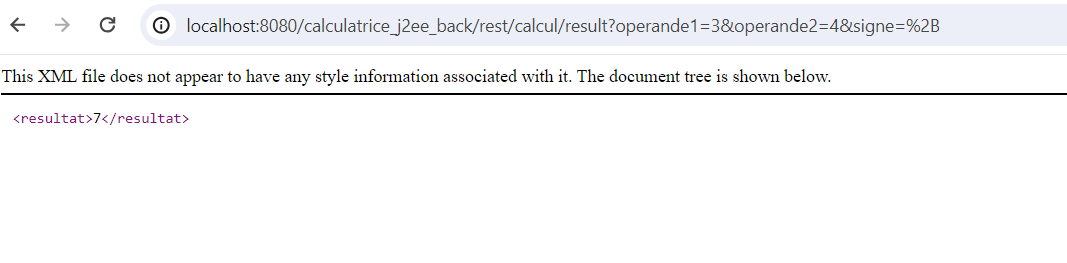 localhost:8080/calculatrice_j2ee_back/rest/calcul/result?operande1=3&operande2=4&signe=%2B
This XML file does not appear to have any style information associated with it. The document tree is shown below.
<resultat>7</resultat>